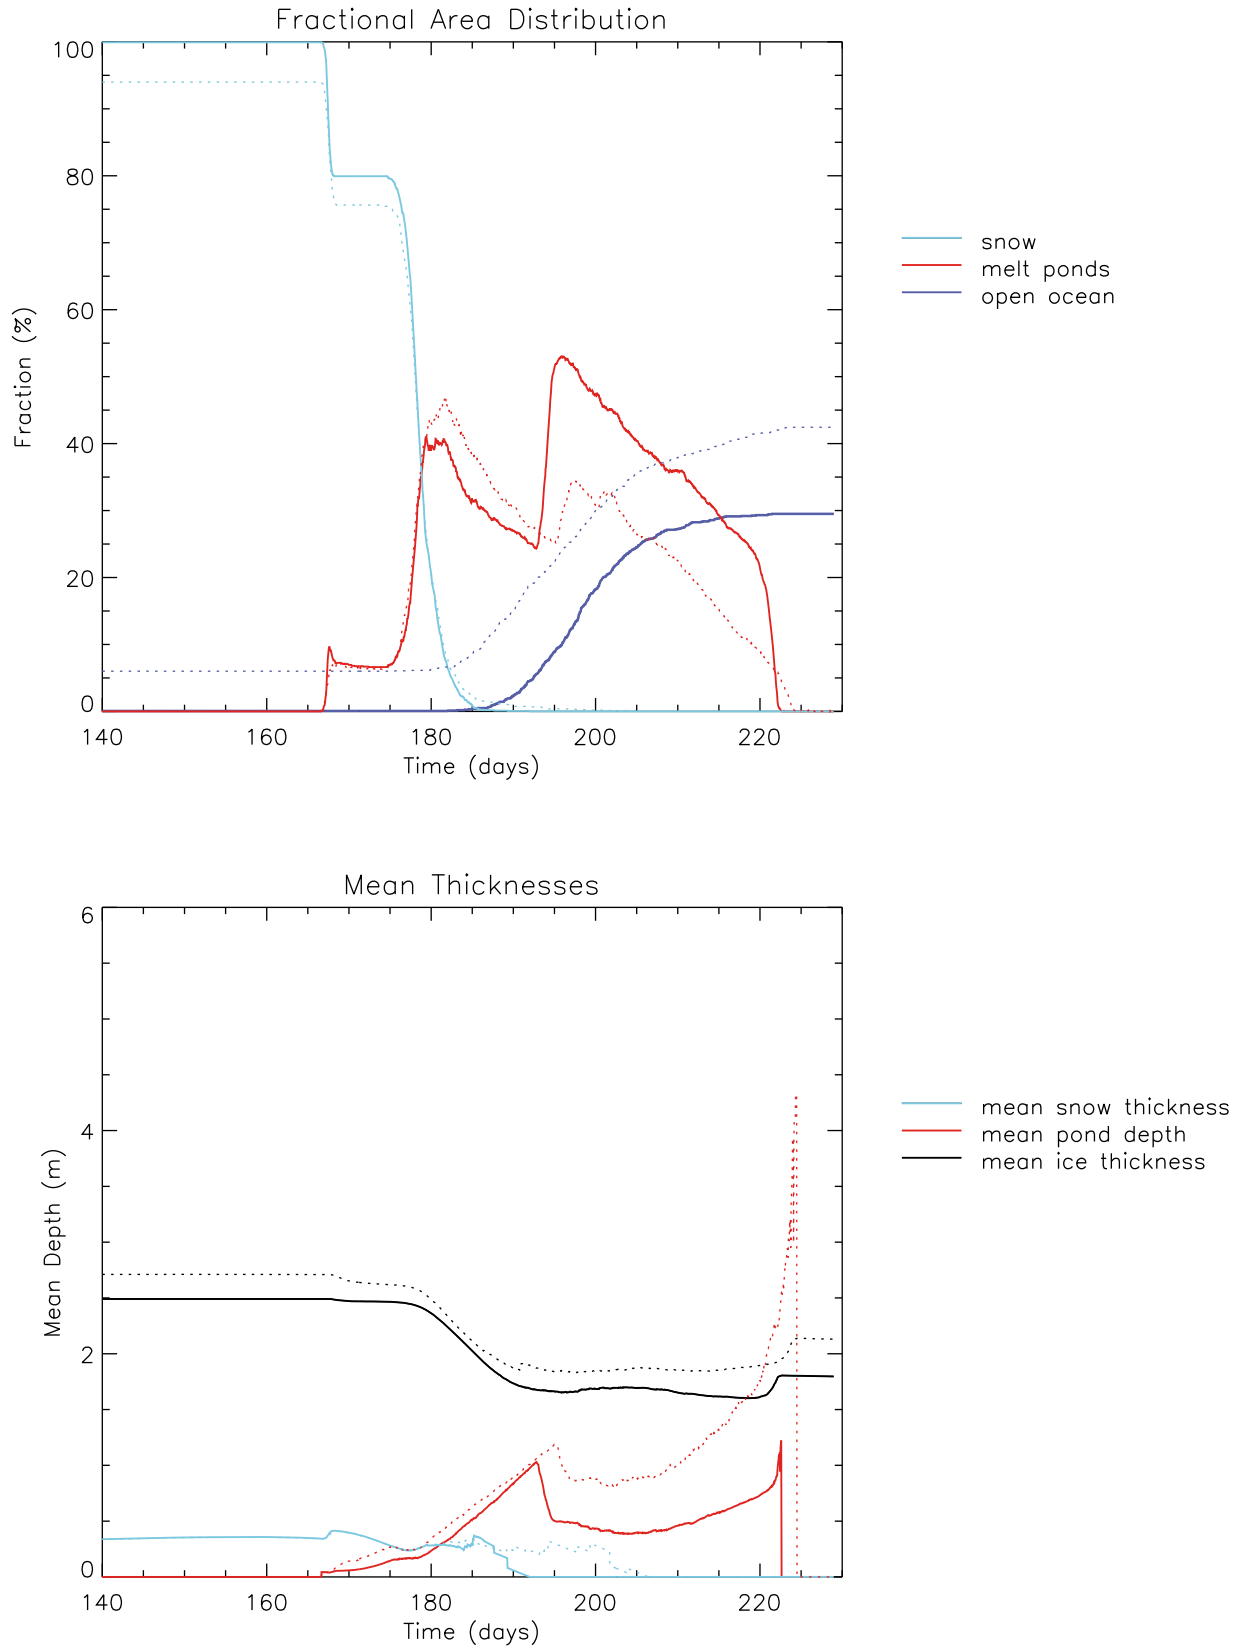 Fractional Area Distribution
100
80
60
40
20
0
Fraction (%)
140 160 180 200 220
Time (days)
snow
melt ponds
open ocean
Mean Thicknesses
6
4
2
0
Mean Depth (m)
140 160 180 200 220
Time (days)
mean snow thickness
mean pond depth
mean ice thickness